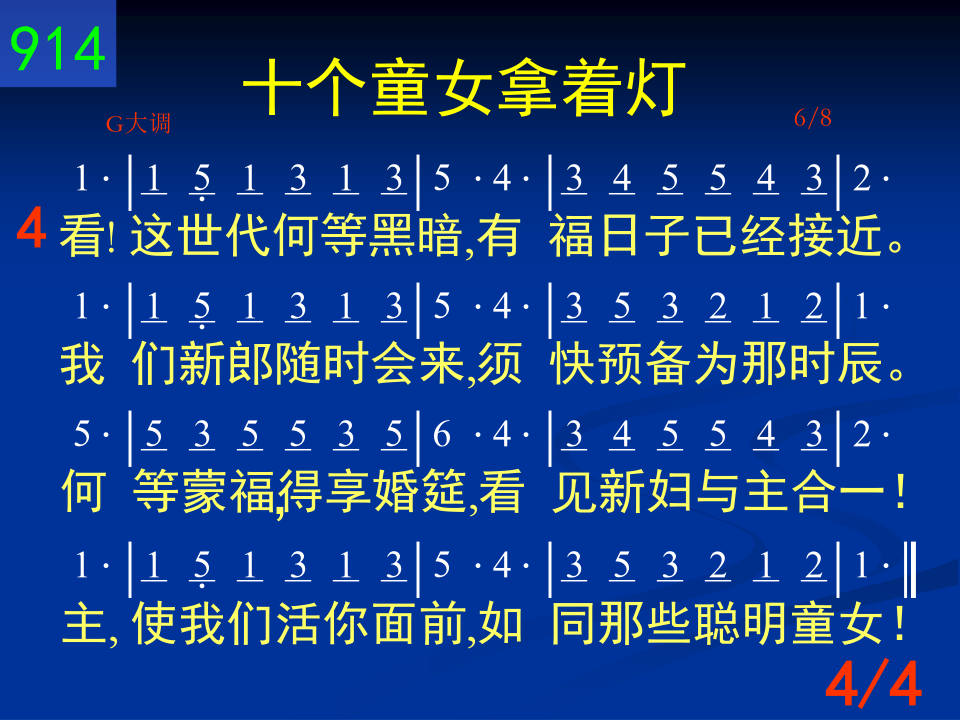 914
十个童女拿着灯
G大调
6/8
1 · | 1 5̣ 1 3 1 3 | 5 · 4 · | 3 4 5 5 4 3 | 2 ·
4
看! 这世代何等黑暗,有 福日子已经接近。
1 · | 1 5̣ 1 3 1 3 | 5 · 4 · | 3 5 3 2 1 2 | 1 ·
我 们新郎随时会来,须 快预备为那时辰。
5 · | 5 3 5 5 3 5 | 6 · 4 · | 3 4 5 5 4 3 | 2 ·
何 等蒙福,得享婚筵,看 见新妇与主合一！
1 · | 1 5̣ 1 3 1 3 | 5 · 4 · | 3 5 3 2 1 2 | 1 · ‖
主, 使我们活你面前,如 同那些聪明童女！
4/4